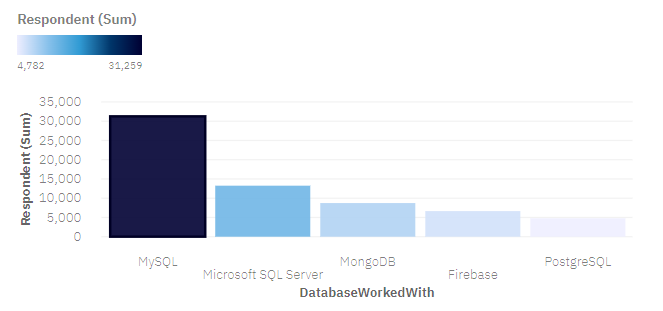 Respondent (Sum)
4,782 31,259
Respondent (Sum)
35,000
30,000
25,000
20,000
15,000
10,000
5,000
0
MySQL
Microsoft SQL Server
MongoDB
Firebase
PostgreSQL
DatabaseWorkedWith